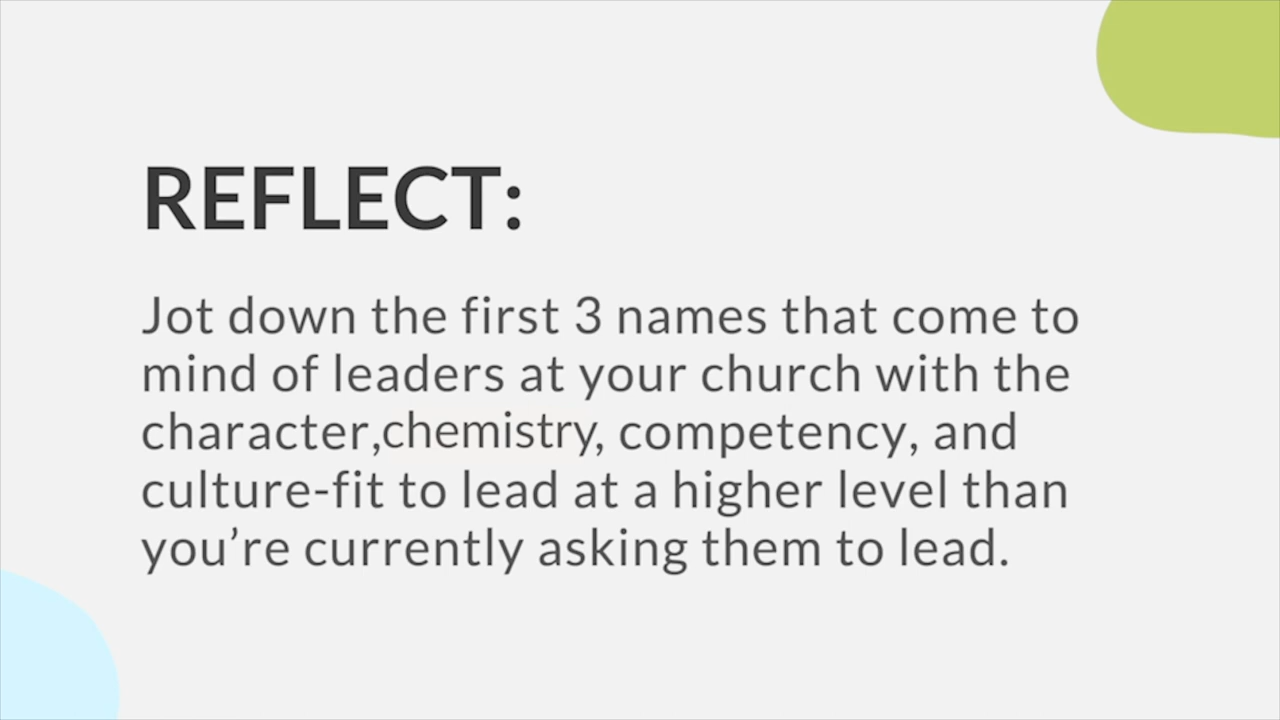 REFLECT:
Jot down the first 3 names that come to
mind of leaders at your church with the
character,chemistry, competency, and
culture-fit to lead at a higher level than
you’re currently asking them to lead.